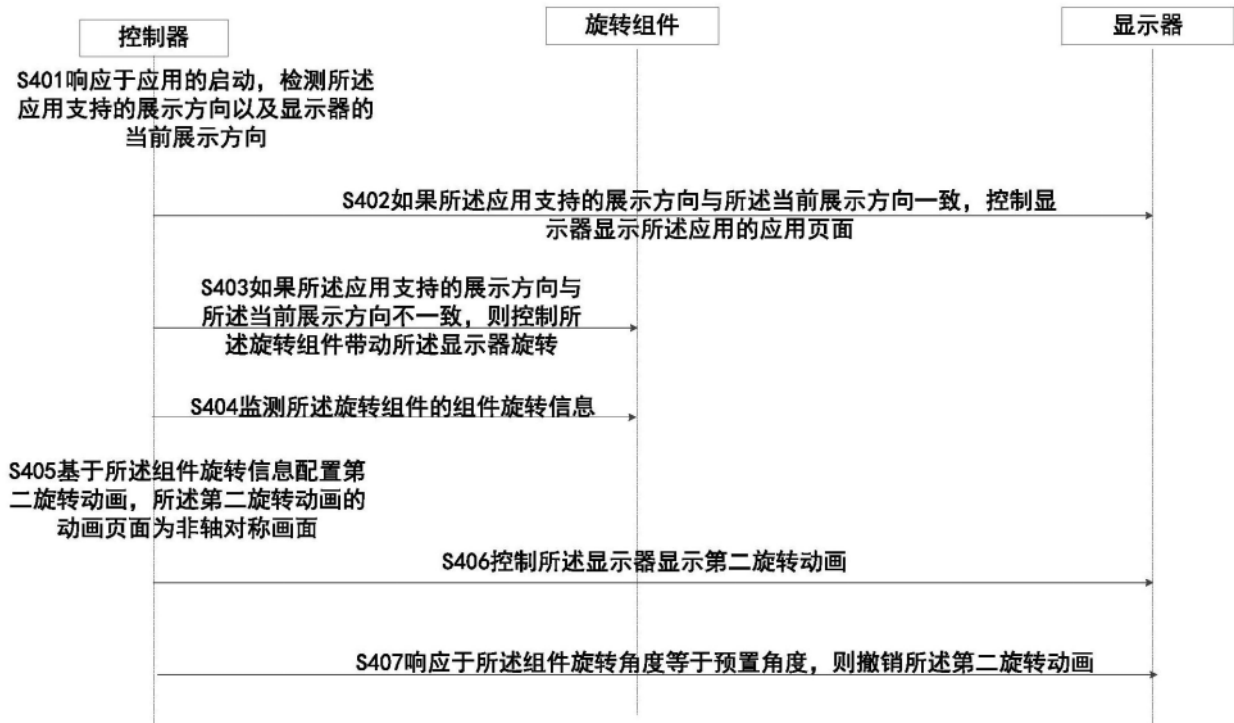 控制器
旋转组件
显示器
S401响应于应用的启动，检测所述
应用支持的展示方向以及显示器的
当前展示方向
S402如果所述应用支持的展示方向与所述当前展示方向一致，控制显
示器显示所述应用的应用页面
S403如果所述应用支持的展示方向与
所述当前展示方向不一致，则控制所
述旋转组件带动所述显示器旋转
S404监测所述旋转组件的组件旋转信息
S405基于所述组件旋转信息配置第
二旋转动画，所述第二旋转动画的
动画页面为非轴对称画面
S406控制所述显示器显示第二旋转动画
S407响应于所述组件旋转角度等于预置角度，则撤销所述第二旋转动画